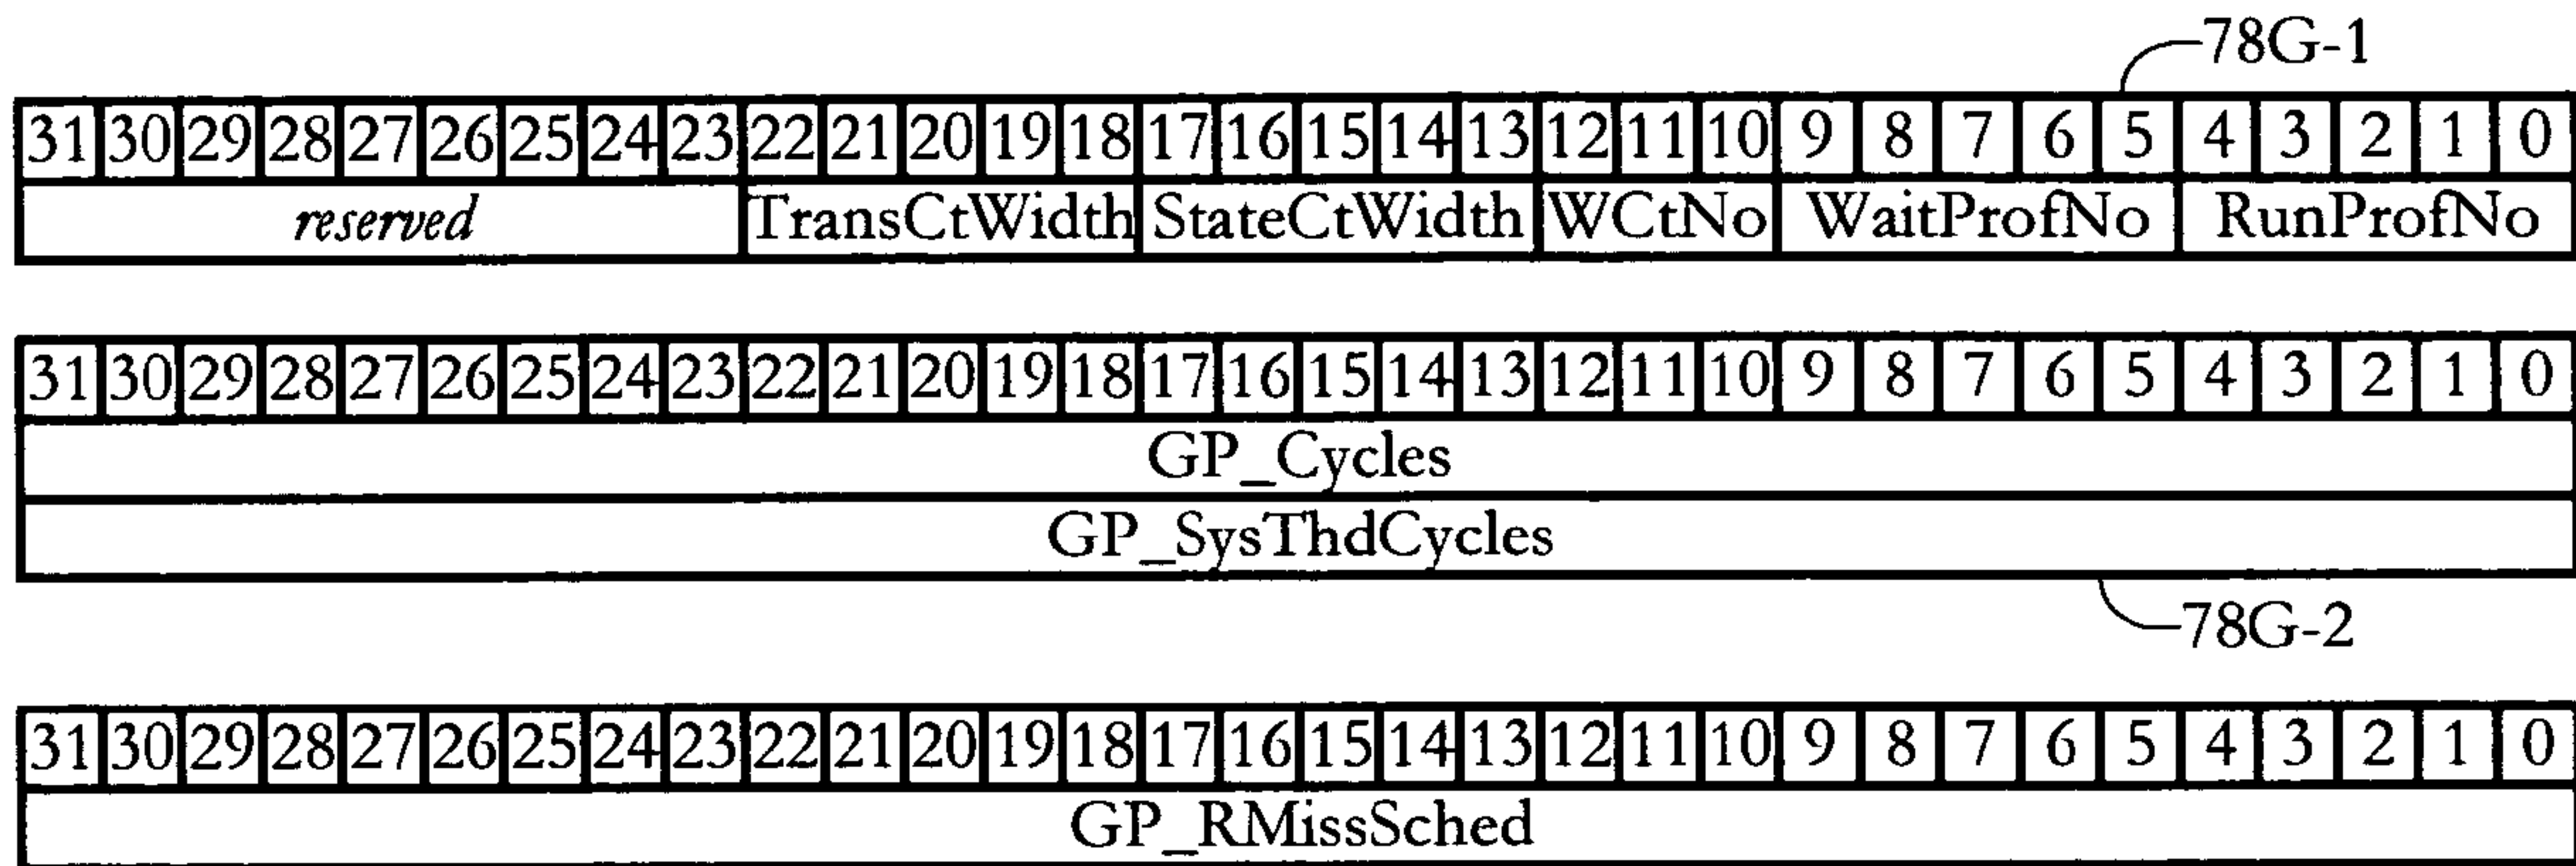 78G-1
31 30 29 28 27 26 25 24 23 22 21 20 19 18 17 16 15 14 13 12 11 10 9 8 7 6 5 4 3 2 1 0
reserved TransCtWidth StateCtWidth WCtNo WaitProfNo RunProfNo
31 30 29 28 27 26 25 24 23 22 21 20 19 18 17 16 15 14 13 12 11 10 9 8 7 6 5 4 3 2 1 0
GP_Cycles
GP_SysThdCycles
78G-2
31 30 29 28 27 26 25 24 23 22 21 20 19 18 17 16 15 14 13 12 11 10 9 8 7 6 5 4 3 2 1 0
GP_RMissSched